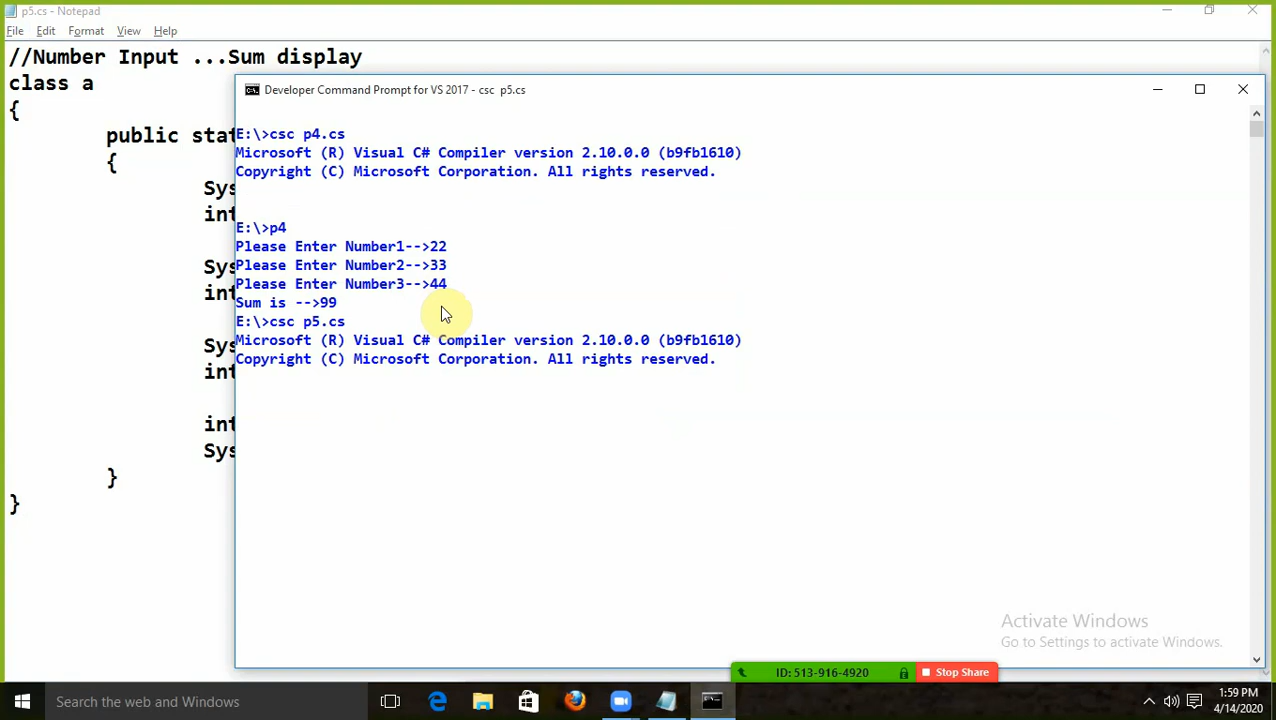 p5.cs - Notepad
File Edit Format View Help
//Number Input ...Sum display
class a
{
public stat
{
Sys
int
Sys
int
Sys
int
int
Sys
}
}
Developer Command Prompt for VS 2017 - csc p5.cs
E:\>csc p4.cs
Microsoft (R) Visual C# Compiler version 2.10.0.0 (b9fb1610)
Copyright (C) Microsoft Corporation. All rights reserved.
E:\>p4
Please Enter Number1-->22
Please Enter Number2-->33
Please Enter Number3-->44
Sum is -->99
E:\>csc p5.cs
Microsoft (R) Visual C# Compiler version 2.10.0.0 (b9fb1610)
Copyright (C) Microsoft Corporation. All rights reserved.
Activate Windows
Go to Settings to activate Windows.
ID: 513-916-4920 Stop Share
Search the web and Windows
1:59 PM
4/14/2020